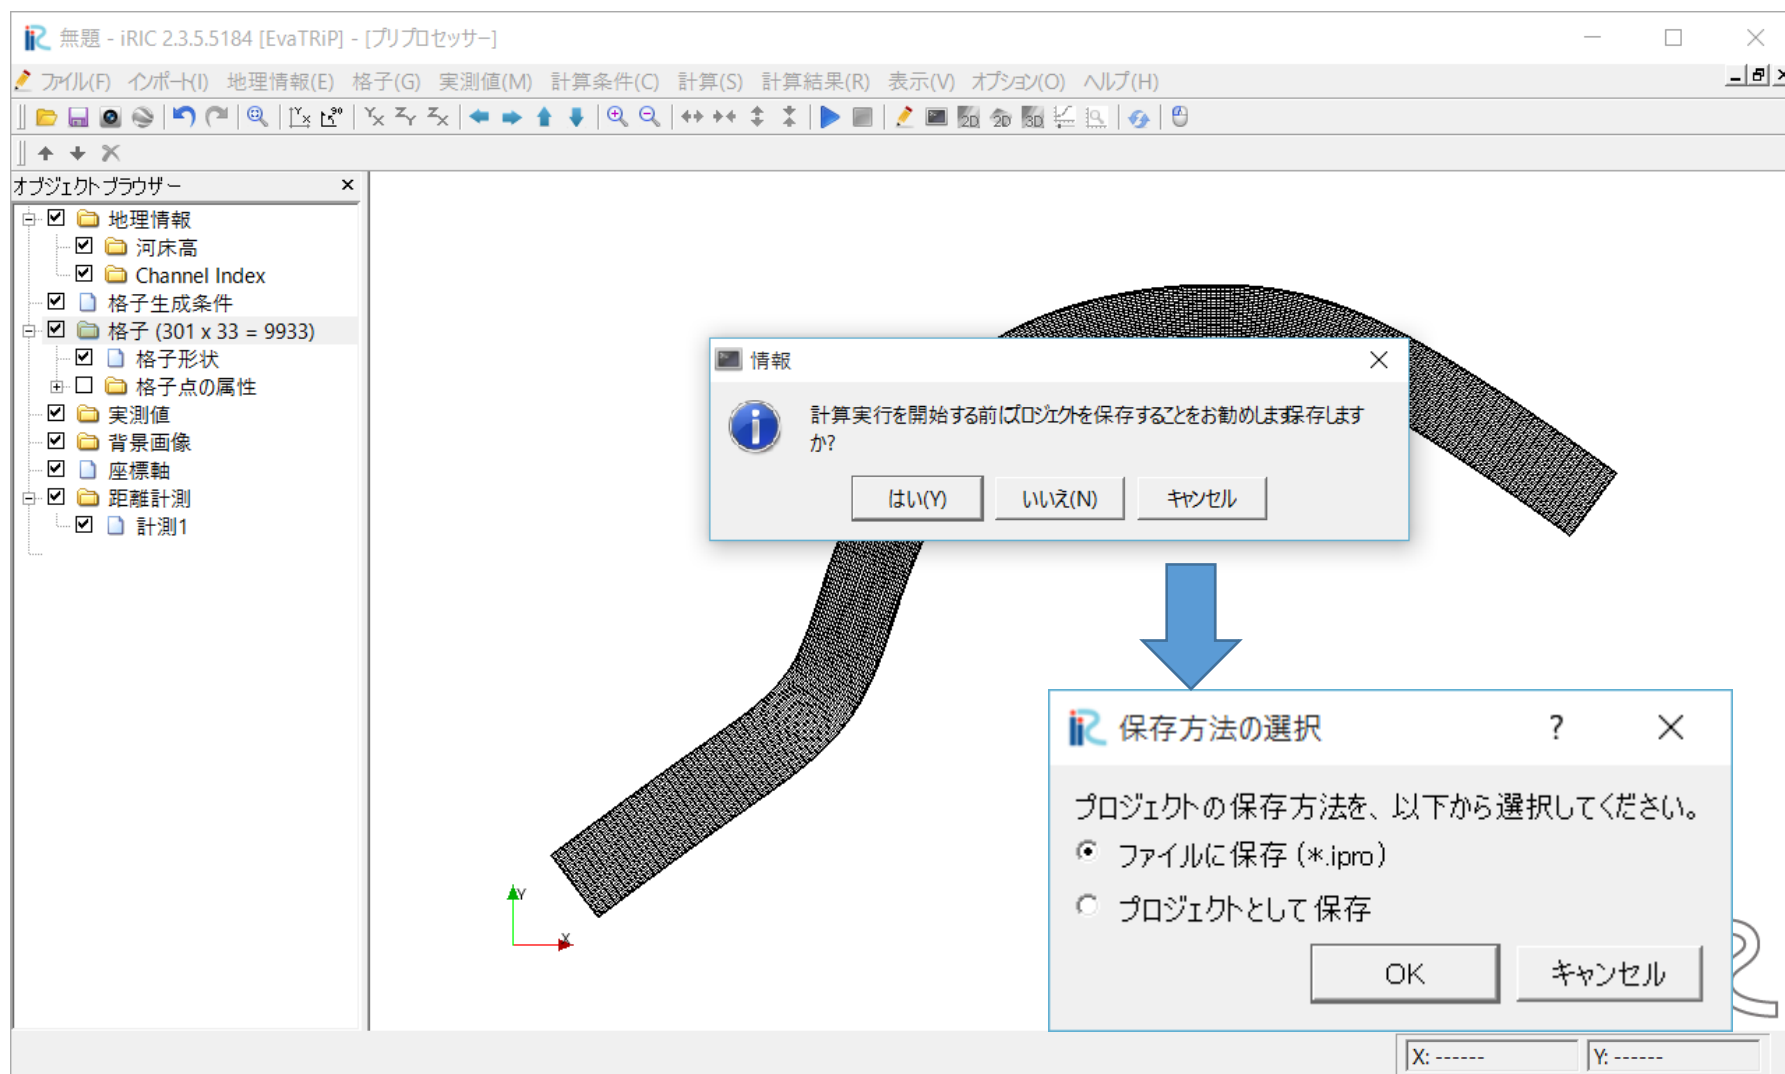 無題 - iRIC 2.3.5.5184 [EvaTRiP] - [プリプロセッサー]
ファイル(F) インポート(I) 地理情報(E) 格子(G) 実測値(M) 計算条件(C) 計算(S) 計算結果(R) 表示(V) オプション(O) ヘルプ(H)
オブジェクトブラウザー
地理情報
河床高
Channel Index
格子生成条件
格子 (301 x 33 = 9933)
格子形状
格子点の属性
実測値
背景画像
座標軸
距離計測
計測1
情報
計算実行を開始する前にプロジェクトを保存することをお勧めします保存します
か?
はい(Y) いいえ(N) キャンセル
保存方法の選択
プロジェクトの保存方法を、以下から選択してください。
ファイルに保存 (*.ipro)
プロジェクトとして保存
OK キャンセル
Y
X
X: ------ Y: ------